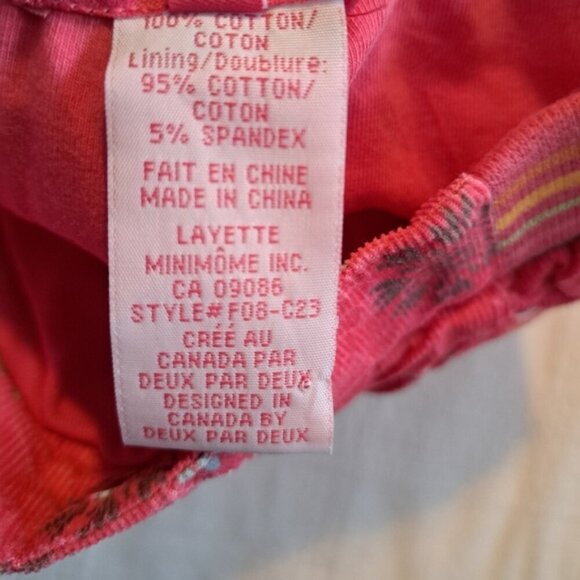 100% COTTON/
COTON
Lining/Doublure:
95% COTTON/
COTON
5% SPANDEX
FAIT EN CHINE
MADE IN CHINA
LAYETTE
MINIMÔME INC.
CA 09086
STYLE# F08-C23
CRÉÉ AU
CANADA PAR
DEUX PAR DEUX
DESIGNED IN
CANADA BY
DEUX PAR DEUX